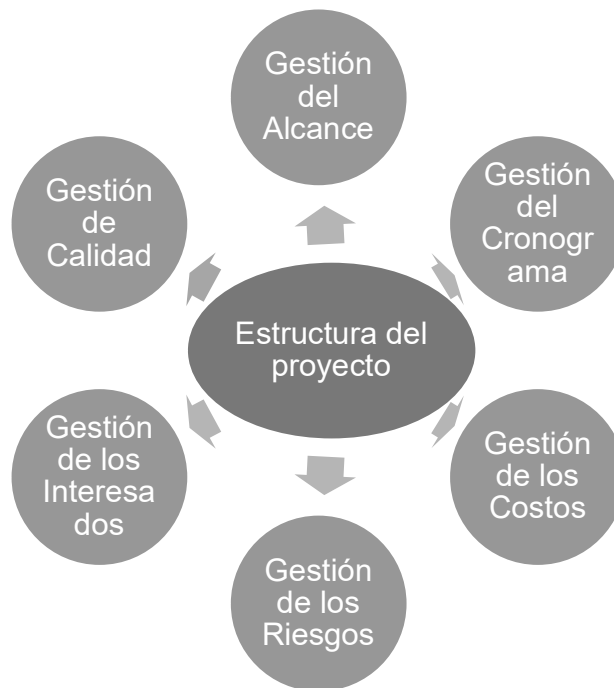 Gestión
del
Alcance
Gestión
del
Cronogr
ama
Gestión
de los
Costos
Gestión
de los
Riesgos
Gestión
de los
Interesa
dos
Gestión
de
Calidad
Estructura del
proyecto